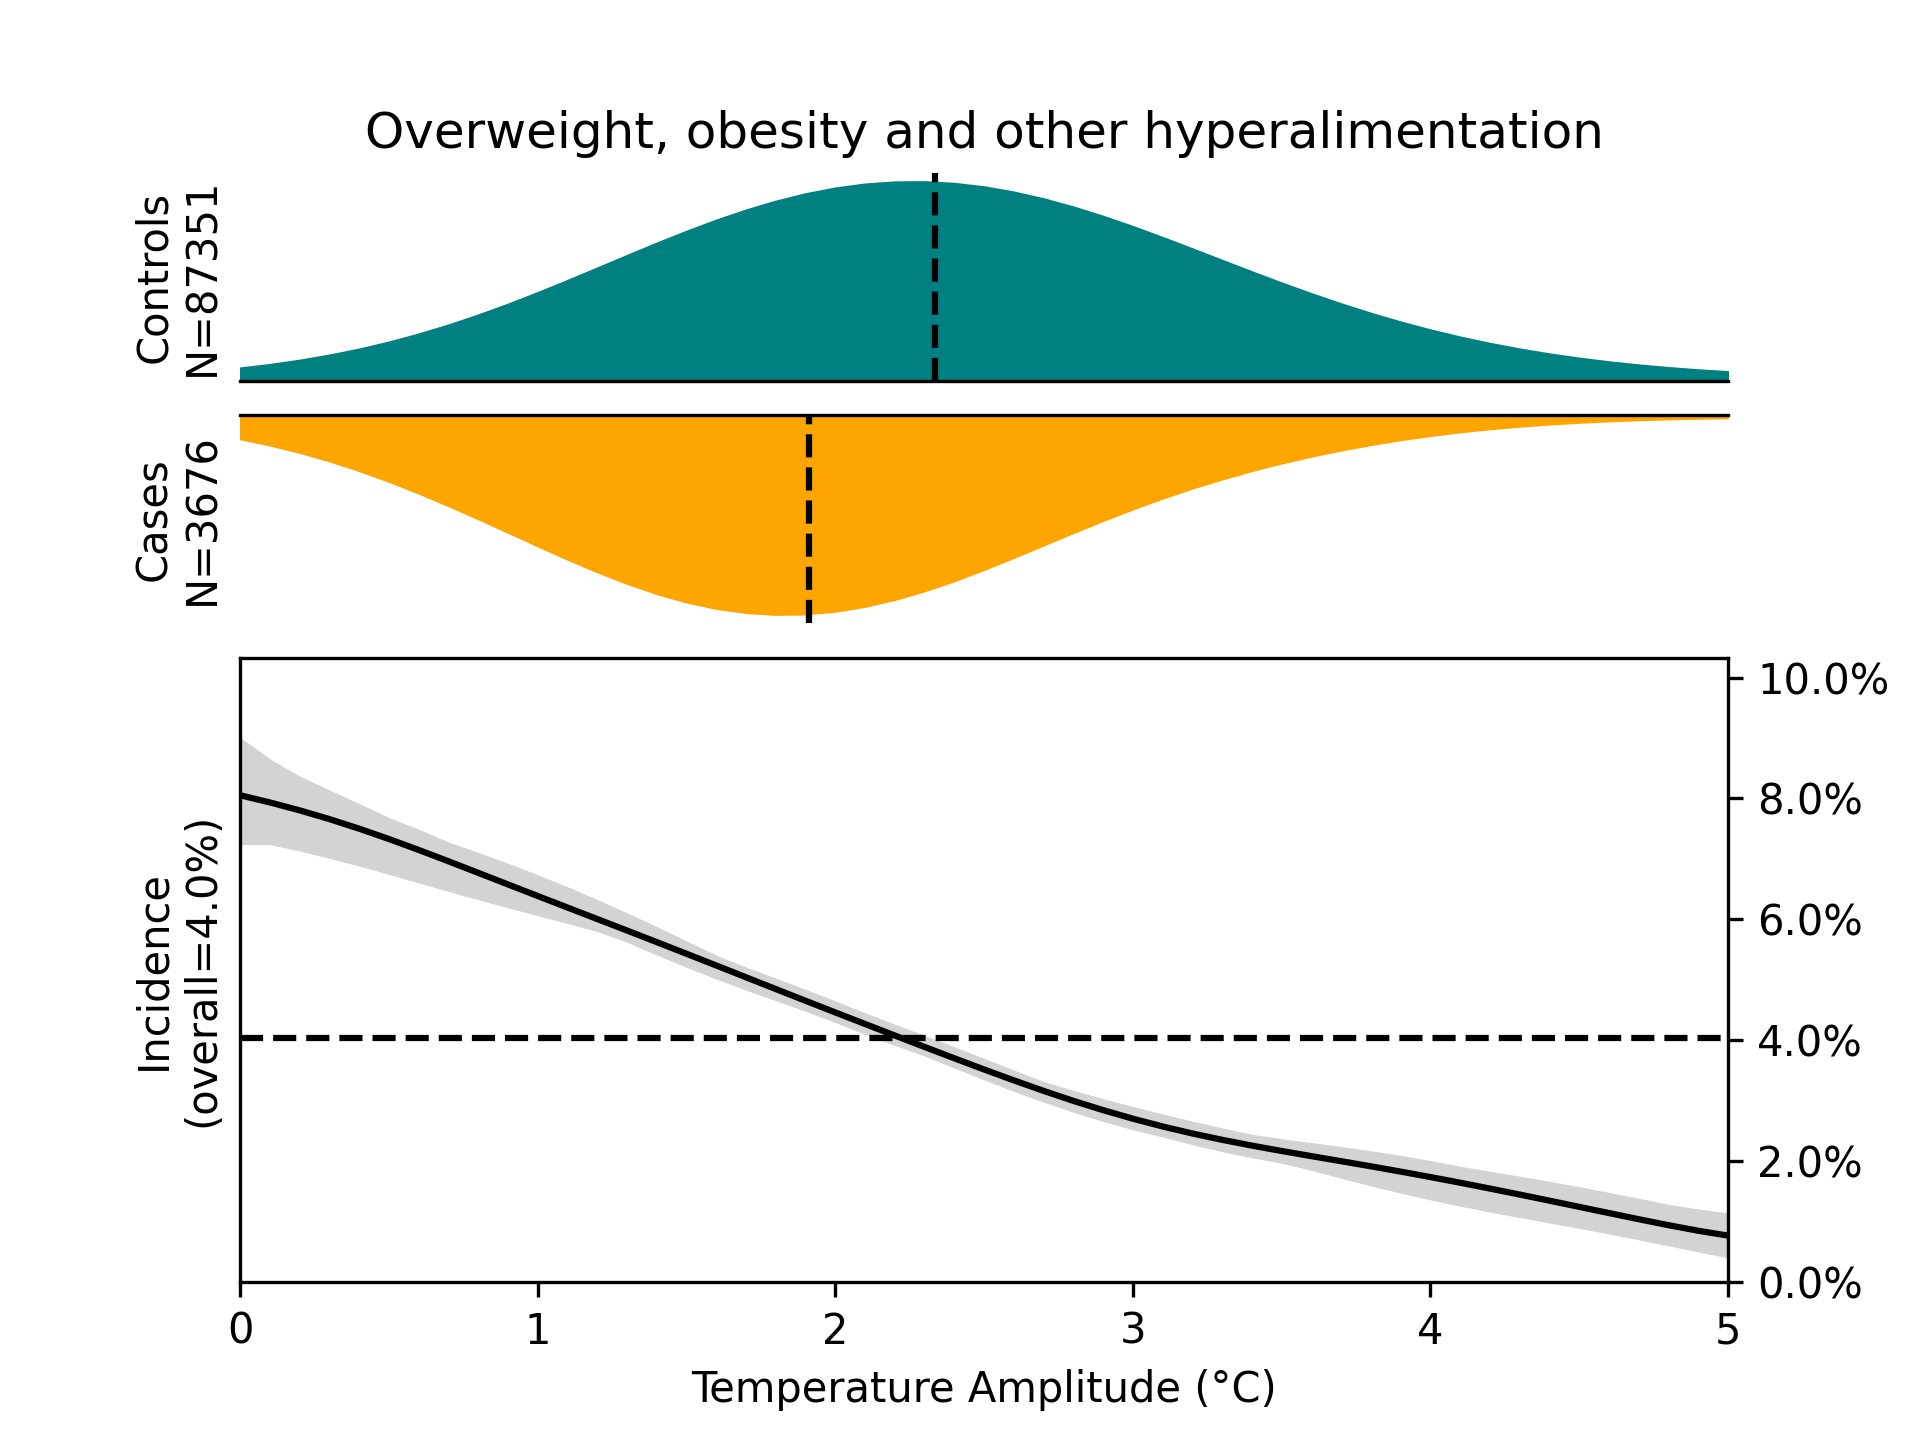 Overweight, obesity and other hyperalimentation
Controls
N=87351
Cases
N=3676
Incidence
(overall=4.0%)
10.0%
8.0%
6.0%
4.0%
2.0%
0.0%
0 1 2 3 4 5
Temperature Amplitude (°C)